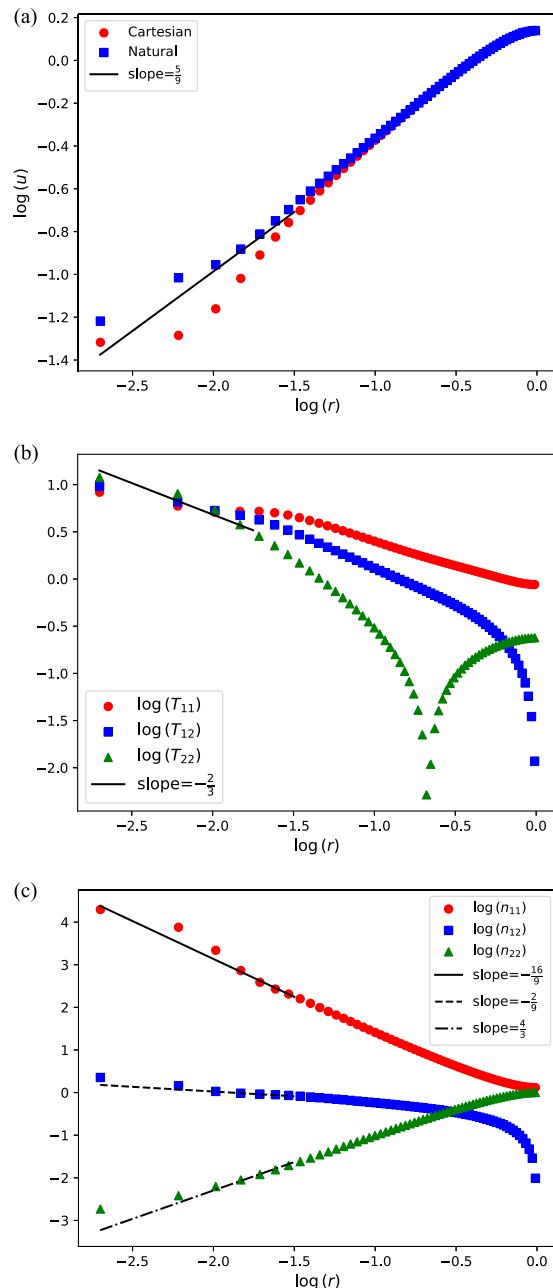 (a)
0.2
0.0
−0.2
−0.4
−0.6
−0.8
−1.0
−1.2
−1.4
log (u)
Cartesian
Natural
slope=5/9
−2.5 −2.0 −1.5 −1.0 −0.5 0.0
log (r)
(b)
1.0
0.5
0.0
−0.5
−1.0
−1.5
−2.0
log (T₁₁)
log (T₁₂)
log (T₂₂)
slope=−2/3
−2.5 −2.0 −1.5 −1.0 −0.5 0.0
log (r)
(c)
4
3
2
1
0
−1
−2
−3
log (n₁₁)
log (n₁₂)
log (n₂₂)
slope=−16/9
slope=−2/9
slope=4/3
−2.5 −2.0 −1.5 −1.0 −0.5 0.0
log (r)